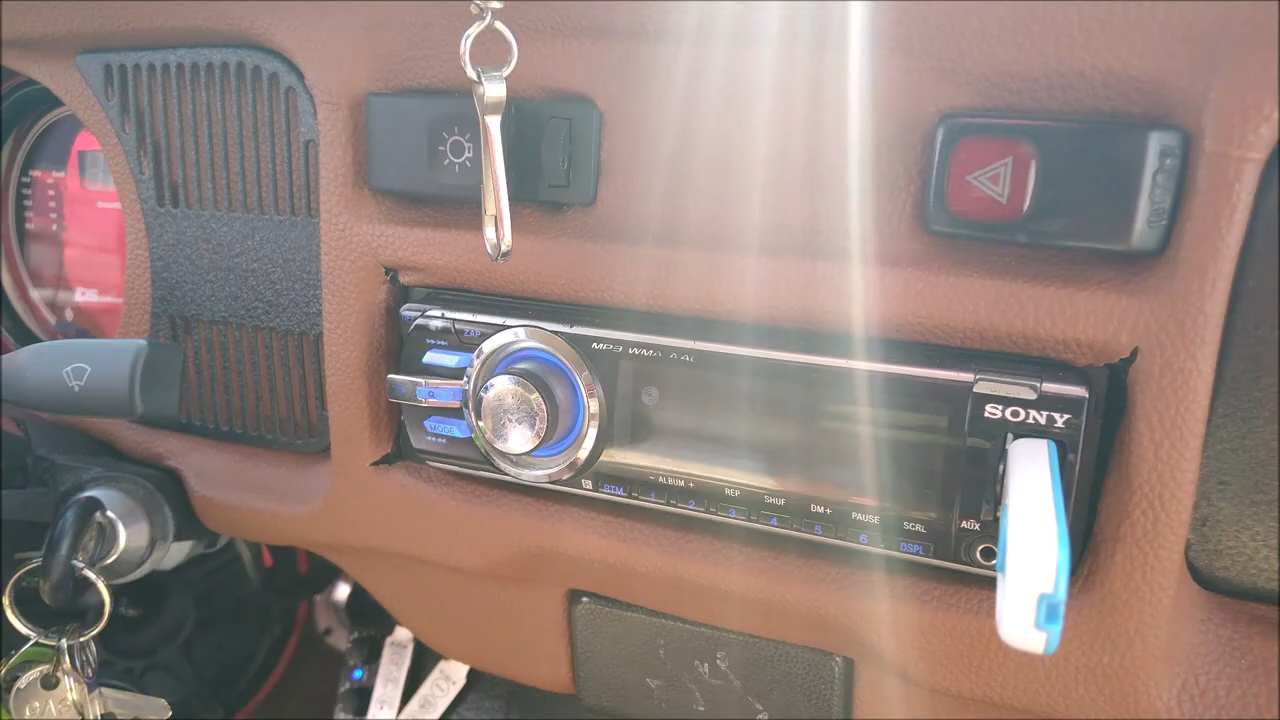 ZAP
MP3 WMA AAC
SONY
MODE
- ALBUM +
REP
SHUF
DM+
PAUSE
SCRL
AUX
BTM
1
2
3
4
5
6
DSPL